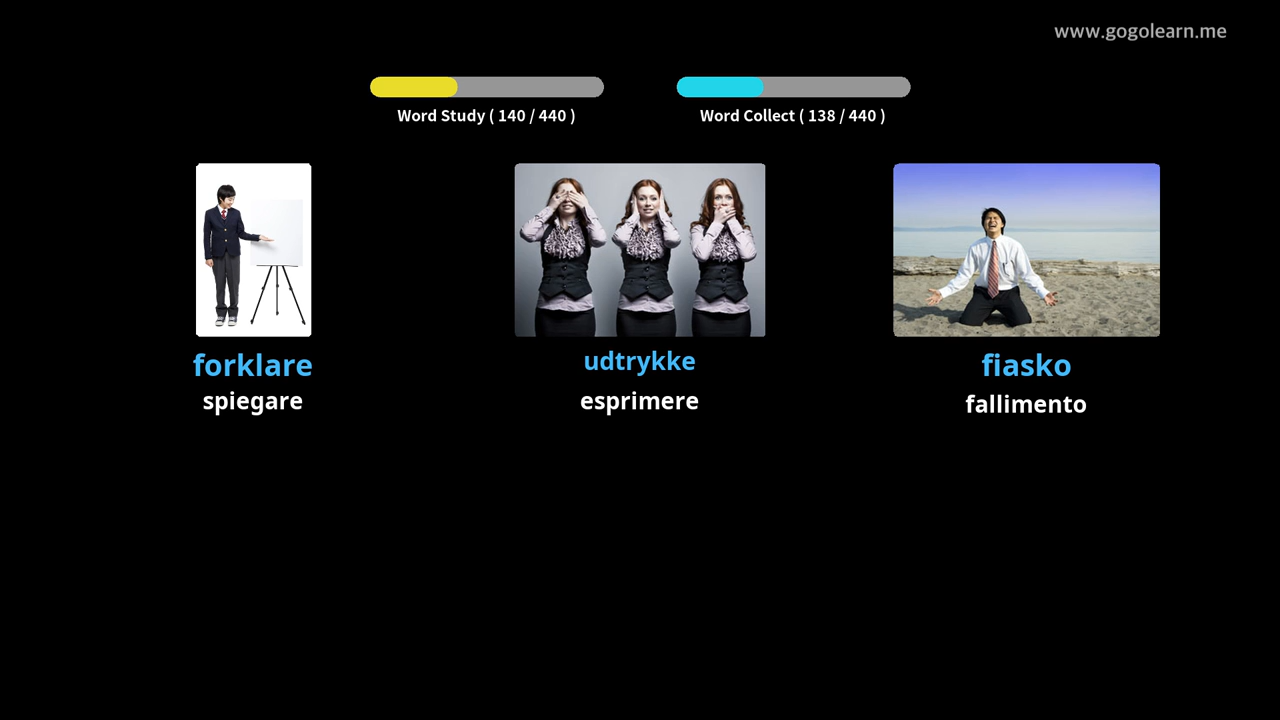 www.gogolearn.me
Word Study ( 140 / 440 )
Word Collect ( 138 / 440 )
forklare
spiegare
udtrykke
esprimere
fiasko
fallimento